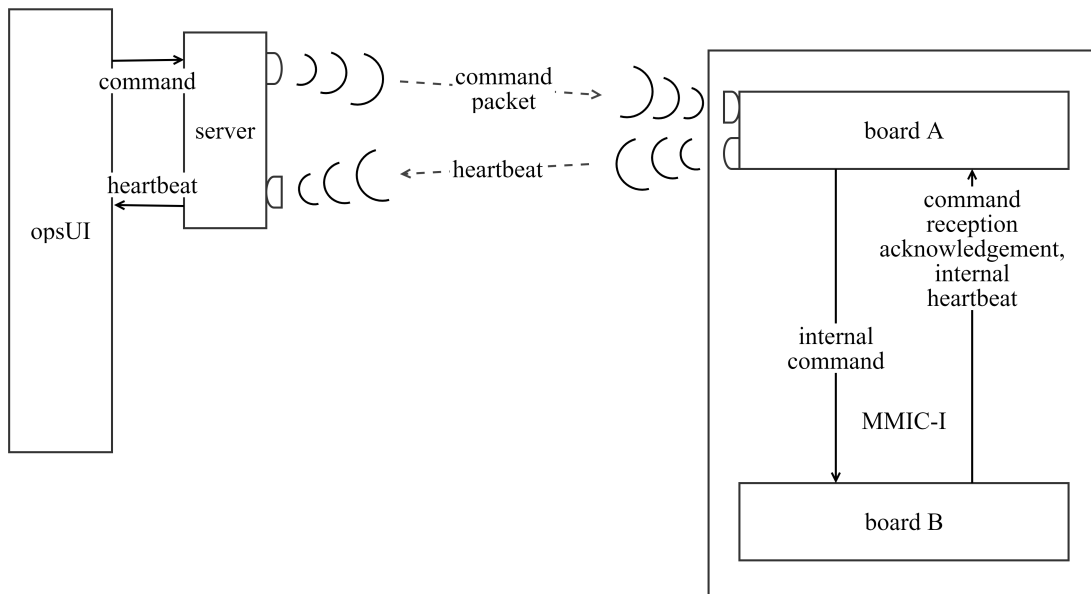 opsUI
command
heartbeat
server
command
packet
heartbeat
board A
command
reception
acknowledgement,
internal
heartbeat
internal
command
MMIC-I
board B